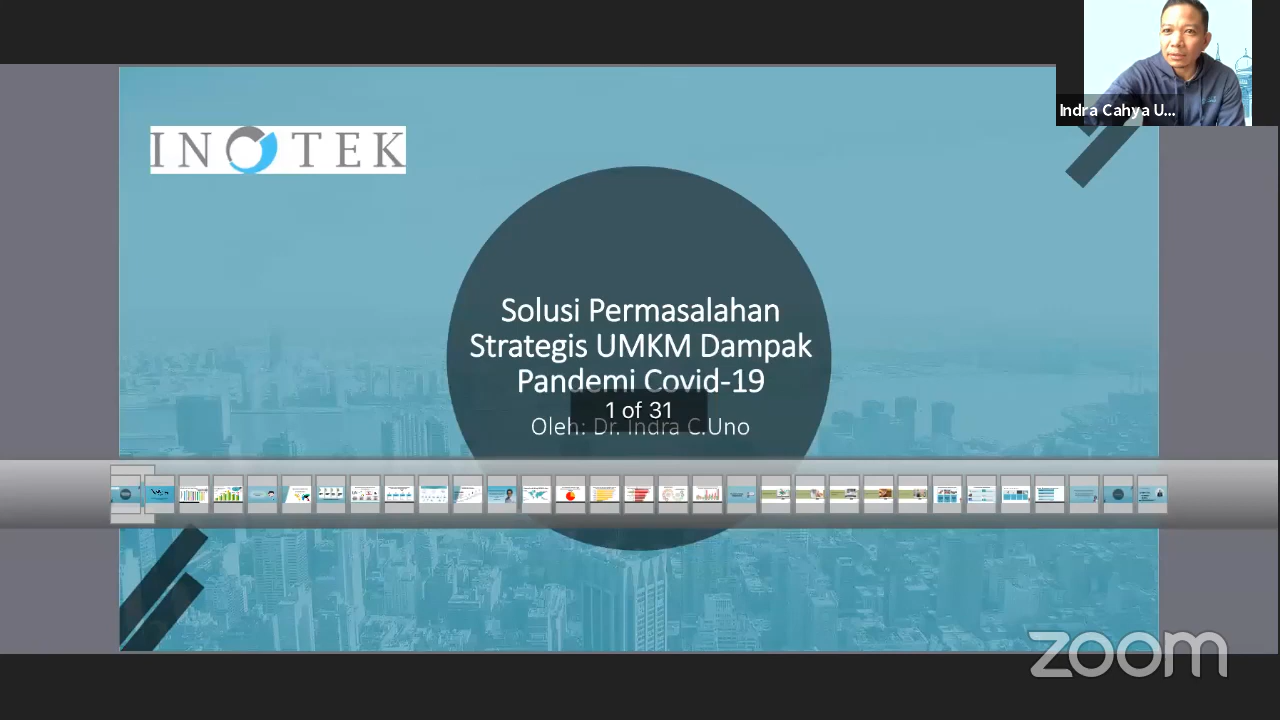 INOTEK
Indra Cahya U...
Solusi Permasalahan
Strategis UMKM Dampak
Pandemi Covid-19
1 of 31
Oleh: Dr. Indra C.Uno
zoom